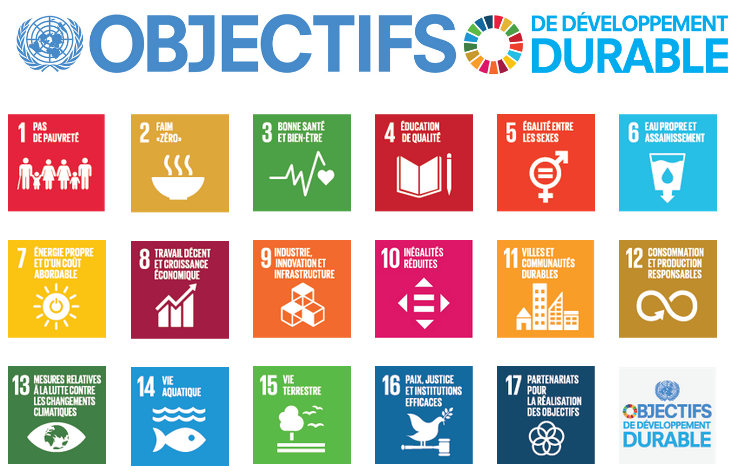 OBJECTIFS
DE DÉVELOPPEMENT
DURABLE
1 PAS
DE PAUVRETÉ
2 FAIM
«ZÉRO»
3 BONNE SANTÉ
ET BIEN-ÊTRE
4 ÉDUCATION
DE QUALITÉ
5 ÉGALITÉ ENTRE
LES SEXES
6 EAU PROPRE ET
ASSAINISSEMENT
7 ÉNERGIE PROPRE
ET D'UN COÛT
ABORDABLE
8 TRAVAIL DÉCENT
ET CROISSANCE
ÉCONOMIQUE
9 INDUSTRIE,
INNOVATION ET
INFRASTRUCTURE
10 INÉGALITÉS
RÉDUITES
11 VILLES ET
COMMUNAUTÉS
DURABLES
12 CONSOMMATION
ET PRODUCTION
RESPONSABLES
13 MESURES RELATIVES
À LA LUTTE CONTRE
LES CHANGEMENTS
CLIMATIQUES
14 VIE
AQUATIQUE
15 VIE
TERRESTRE
16 PAIX, JUSTICE
ET INSTITUTIONS
EFFICACES
17 PARTENARIATS
POUR
LA RÉALISATION
DES OBJECTIFS
OBJECTIFS
DE DÉVELOPPEMENT
DURABLE